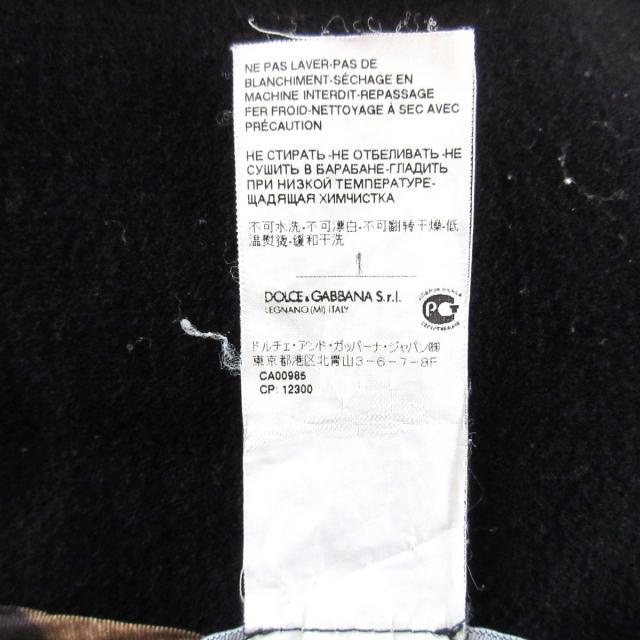 NE PAS LAVER-PAS DE
BLANCHIMENT-SÉCHAGE EN
MACHINE INTERDIT-REPASSAGE
FER FROID-NETTOYAGE À SEC AVEC
PRÉCAUTION
НЕ СТИРАТЬ-НЕ ОТБЕЛИВАТЬ-НЕ
СУШИТЬ В БАРАБАНЕ-ГЛАДИТЬ
ПРИ НИЗКОЙ ТЕМПЕРАТУРЕ-
ЩАДЯЩАЯ ХИМЧИСТКА
不可水洗-不可漂白-不可翻转干燥-低
温熨烫-缓和干洗
DOLCE & GABBANA S.r.l.
LEGNANO (MI) ITALY
PG
ドルチェ・アンド・ガッバーナ・ジャパン㈱
東京都港区北青山3-6-7-8F
CA00985
CP: 12300